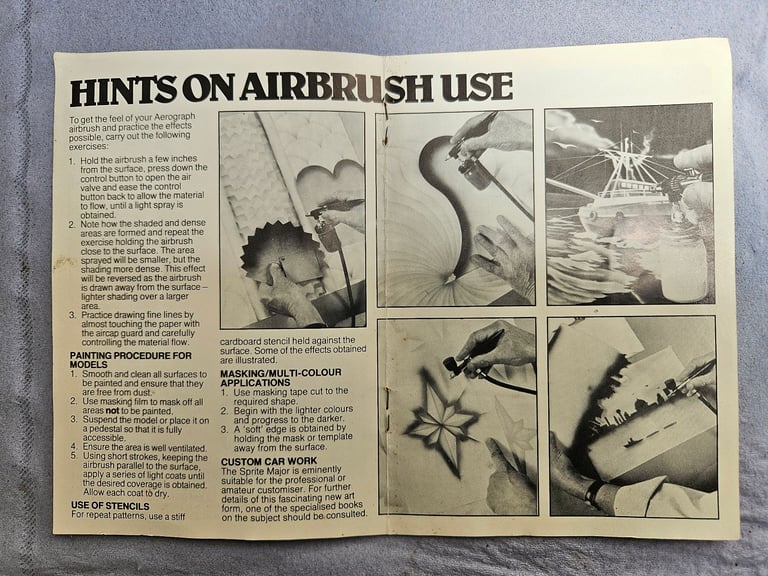 HINTS ON AIRBRUSH USE
To get the feel of your Aerograph
airbrush and practice the effects
possible, carry out the following
exercises:
1. Hold the airbrush a few inches
from the surface, press down the
control button to open the air
valve and ease the control
button back to allow the material
to flow, until a light spray is
obtained.
2. Note how the shaded and dense
areas are formed and repeat the
exercise holding the airbrush
close to the surface. The area
sprayed will be smaller, but the
shading more dense. This effect
will be reversed as the airbrush
is drawn away from the surface –
lighter shading over a larger
area.
3. Practice drawing fine lines by
almost touching the paper with
the aircap guard and carefully
controlling the material flow.
PAINTING PROCEDURE FOR
MODELS
1. Smooth and clean all surfaces to
be painted and ensure that they
are free from dust.
2. Use masking film to mask off all
areas not to be painted.
3. Suspend the model or place it on
a pedestal so that it is fully
accessible.
4. Ensure the area is well ventilated.
5. Using short strokes, keeping the
airbrush parallel to the surface,
apply a series of light coats until
the desired coverage is obtained.
Allow each coat to dry.
USE OF STENCILS
For repeat patterns, use a stiff
cardboard stencil held against the
surface. Some of the effects obtained
are illustrated.
MASKING/MULTI-COLOUR
APPLICATIONS
1. Use masking tape cut to the
required shape.
2. Begin with the lighter colours
and progress to the darker.
3. A 'soft' edge is obtained by
holding the mask or template
away from the surface.
CUSTOM CAR WORK
The Sprite Major is eminently
suitable for the professional or
amateur customiser. For further
details of this fascinating new art
form, one of the specialised books
on the subject should be consulted.